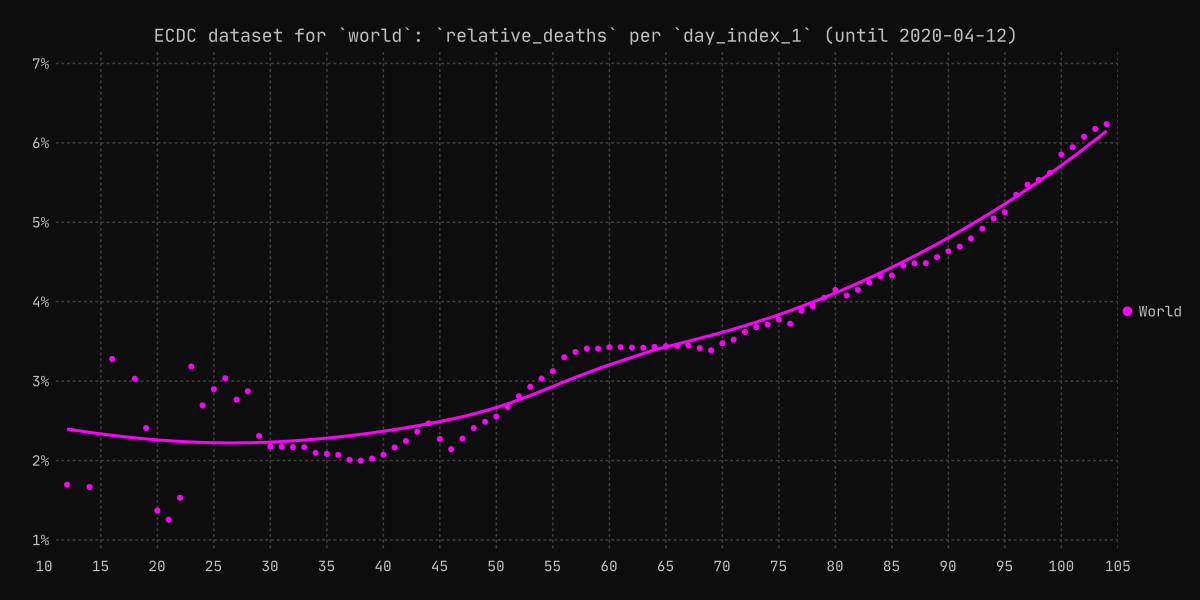 ECDC dataset for `world`: `relative_deaths` per `day_index_1` (until 2020-04-12)
7%
6%
5%
4%
3%
2%
1%
World
10 15 20 25 30 35 40 45 50 55 60 65 70 75 80 85 90 95 100 105